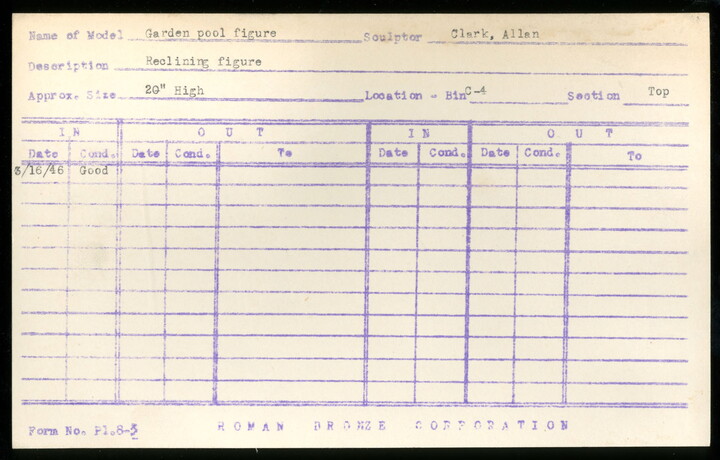 Name of Model Garden pool figure Sculptor Clark, Allan
Description Reclining figure
Approx. Size 20" High Location - Bin C-4 Section Top
IN OUT IN OUT
Date Cond. Date Cond. To Date Cond. Date Cond. To
3/16/46 Good
Form No. Pl.8-3 ROMAN BRONZE CORPORATION